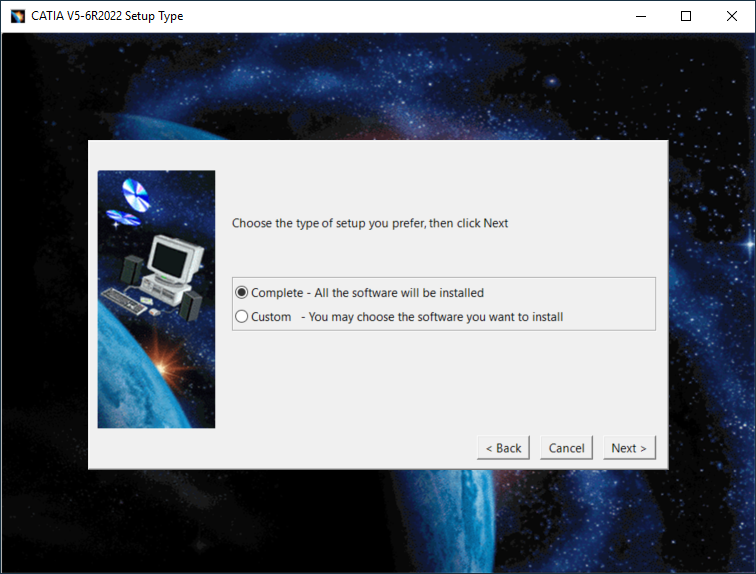 CATIA V5-6R2022 Setup Type
Choose the type of setup you prefer, then click Next
Complete - All the software will be installed
Custom - You may choose the software you want to install
< Back Cancel Next >